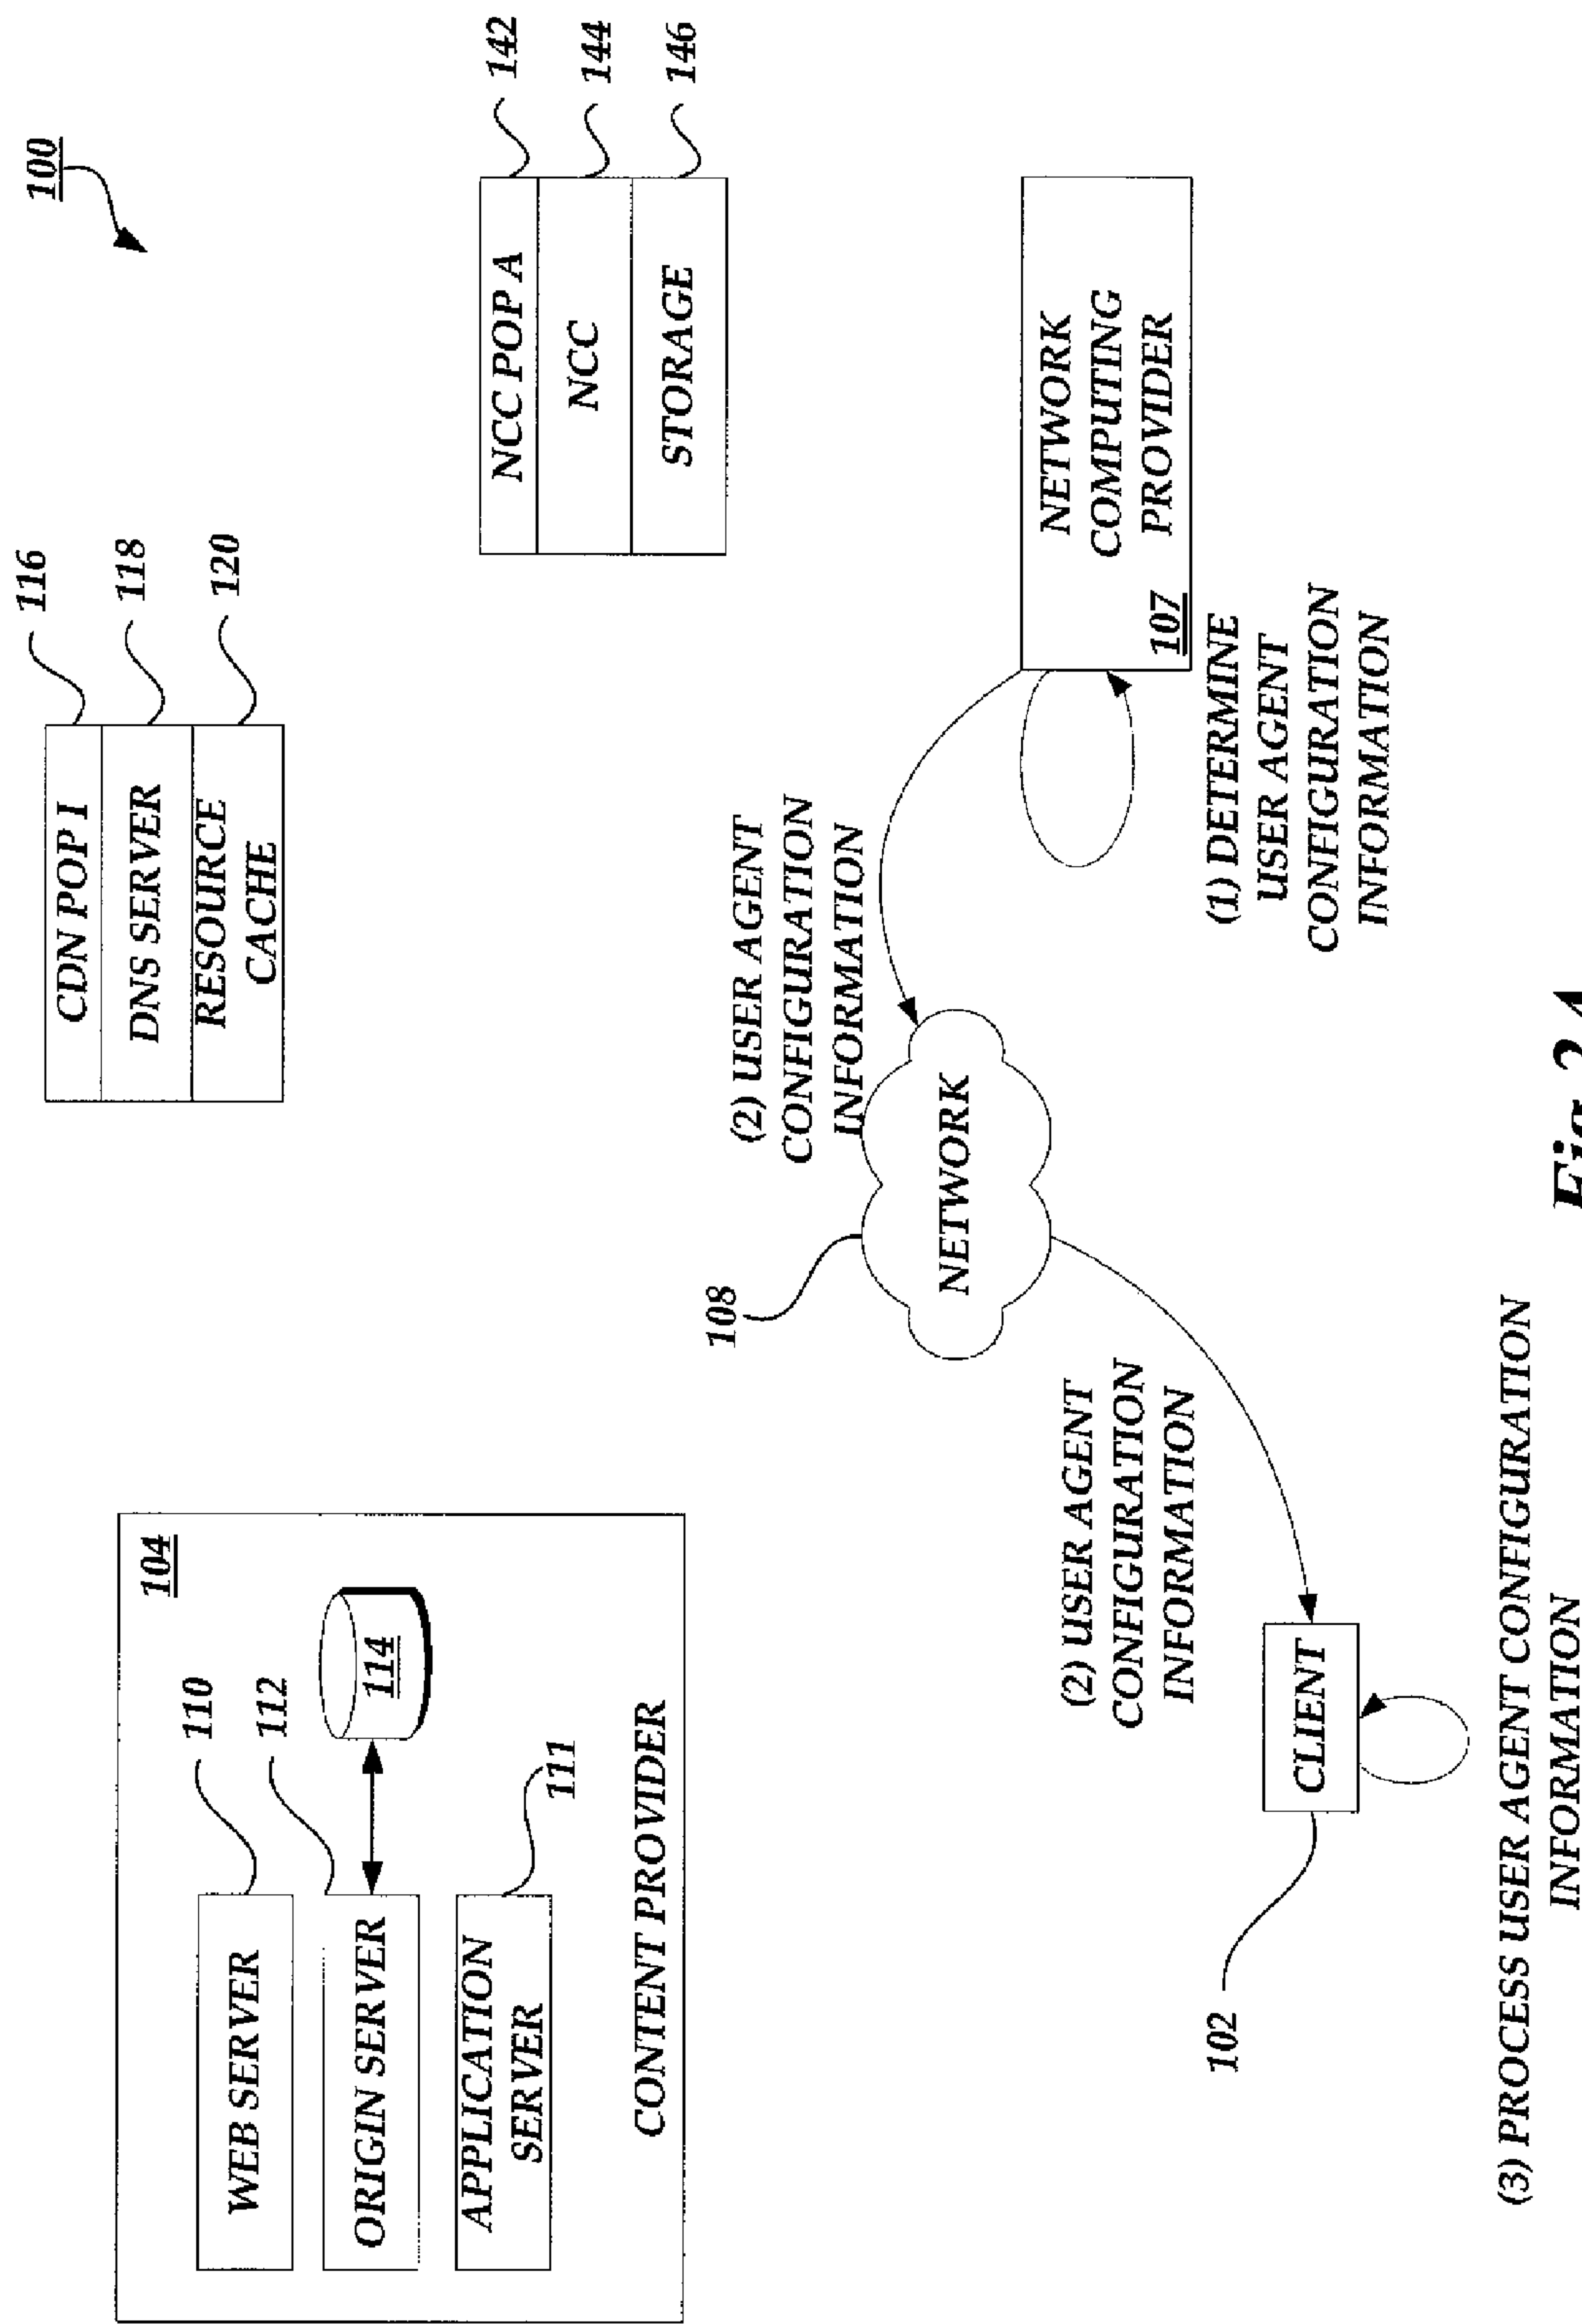 100
104
WEB SERVER
110
ORIGIN SERVER
112
114
APPLICATION
SERVER
111
CONTENT PROVIDER
CDN POP I
116
DNS SERVER
118
RESOURCE
CACHE
120
NCC POP A
142
NCC
144
STORAGE
146
108
(2) USER AGENT
CONFIGURATION
INFORMATION
NETWORK
NETWORK
COMPUTING
PROVIDER
107
(1) DETERMINE
USER AGENT
CONFIGURATION
INFORMATION
(2) USER AGENT
CONFIGURATION
INFORMATION
CLIENT
102
(3) PROCESS USER AGENT CONFIGURATION
INFORMATION
Fig. 2A